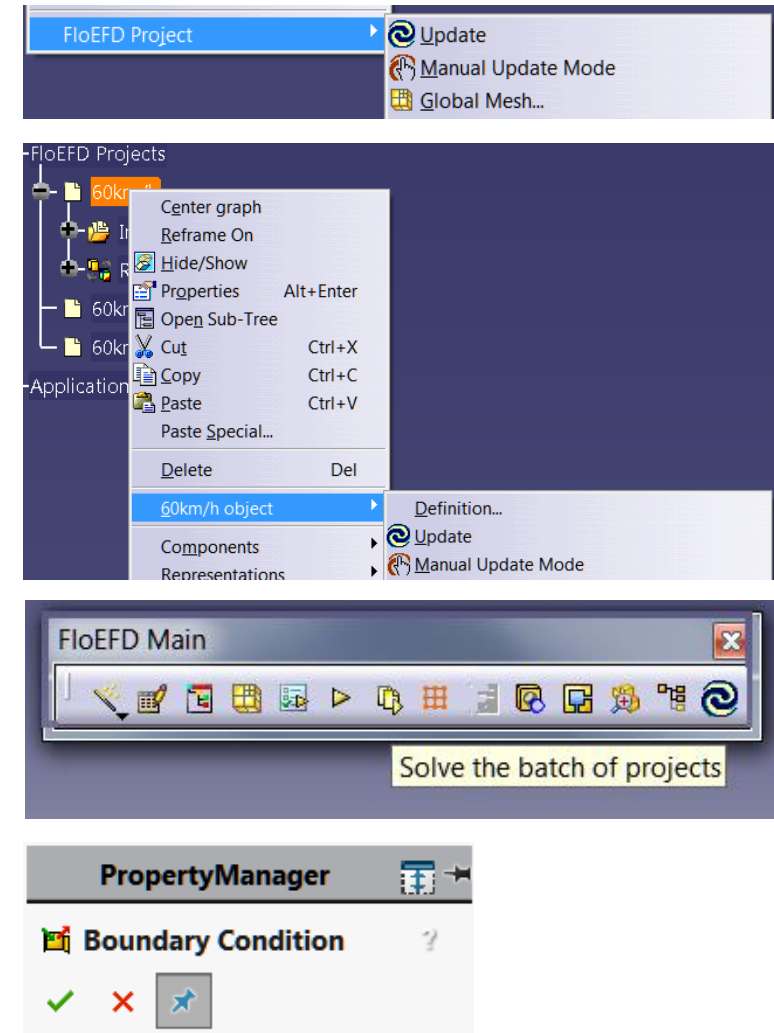 FloEFD Project
Update
Manual Update Mode
Global Mesh...
FloEFD Projects
60km/h
Center graph
Reframe On
Hide/Show
Properties Alt+Enter
60km
Open Sub-Tree
60km
Cut Ctrl+X
Copy Ctrl+C
Application
Paste Ctrl+V
Paste Special...
Delete Del
60km/h object
Definition...
Update
Components
Manual Update Mode
Representations
FloEFD Main
Solve the batch of projects
PropertyManager
Boundary Condition
?